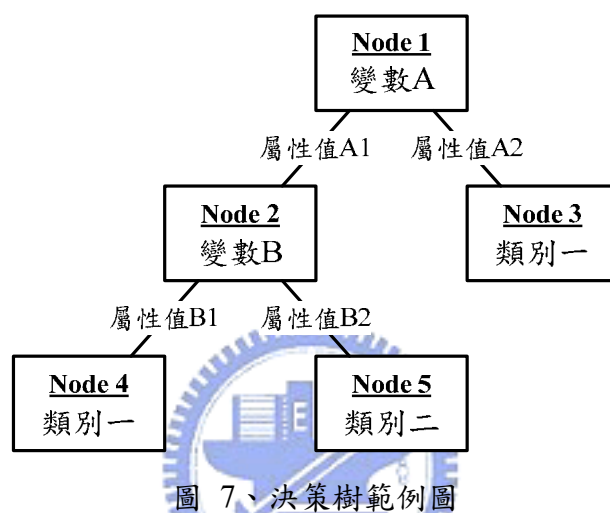 Node 1
變數A
屬性值A1
屬性值A2
Node 2
變數B
Node 3
類別一
屬性值B1
屬性值B2
Node 4
類別一
Node 5
類別二
圖 7、決策樹範例圖